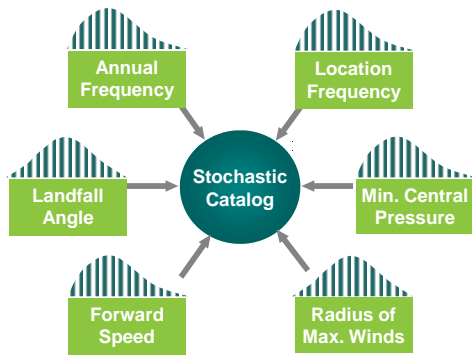 Annual
Frequency
Location
Frequency
Landfall
Angle
Stochastic
Catalog
Min. Central
Pressure
Forward
Speed
Radius of
Max. Winds